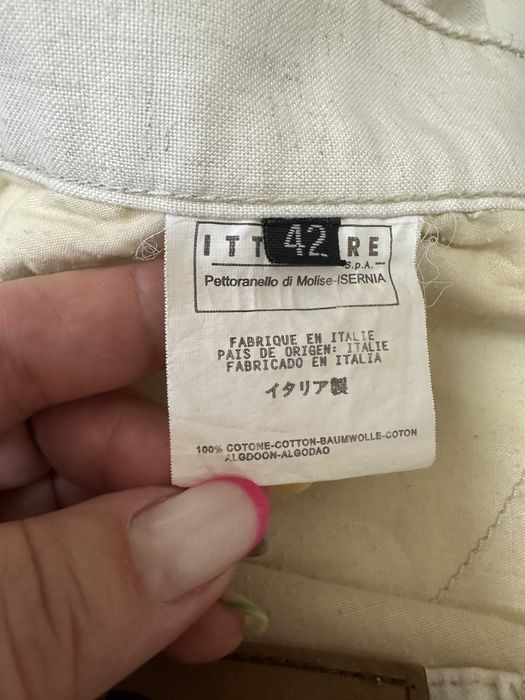 ITT 42 RE
S.p.A.
Pettoranello di Molise-ISERNIA
FABRIQUE EN ITALIE
PAIS DE ORIGEN: ITALIE
FABRICADO EN ITALIA
イタリア製
100% COTONE-COTTON-BAUMWOLLE-COTON
ALGDOON-ALGODAO